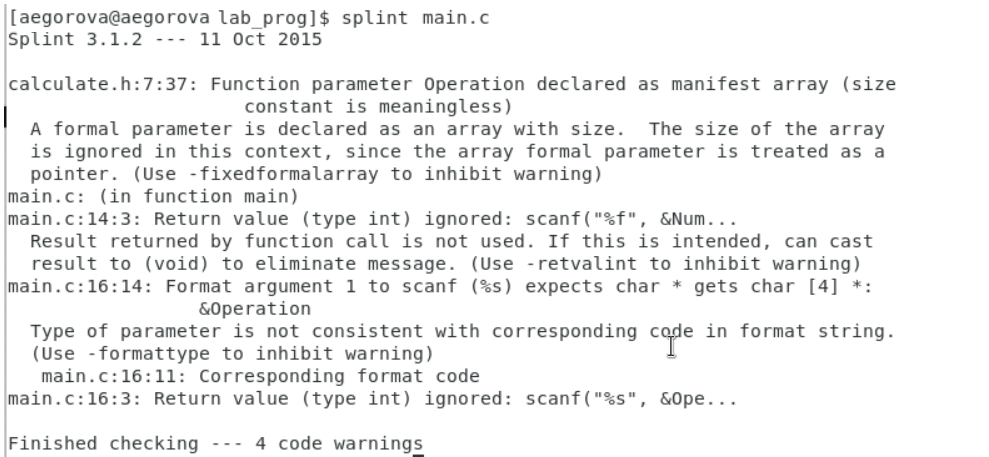 [aegorova@aegorova lab_prog]$ splint main.c
Splint 3.1.2 --- 11 Oct 2015
calculate.h:7:37: Function parameter Operation declared as manifest array (size
constant is meaningless)
A formal parameter is declared as an array with size.  The size of the array
is ignored in this context, since the array formal parameter is treated as a
pointer. (Use -fixedformalarray to inhibit warning)
main.c: (in function main)
main.c:14:3: Return value (type int) ignored: scanf("%f", &Num...
Result returned by function call is not used. If this is intended, can cast
result to (void) to eliminate message. (Use -retvalint to inhibit warning)
main.c:16:14: Format argument 1 to scanf (%s) expects char * gets char [4] *:
&Operation
Type of parameter is not consistent with corresponding code in format string.
(Use -formattype to inhibit warning)
main.c:16:11: Corresponding format code
main.c:16:3: Return value (type int) ignored: scanf("%s", &Ope...
Finished checking --- 4 code warnings